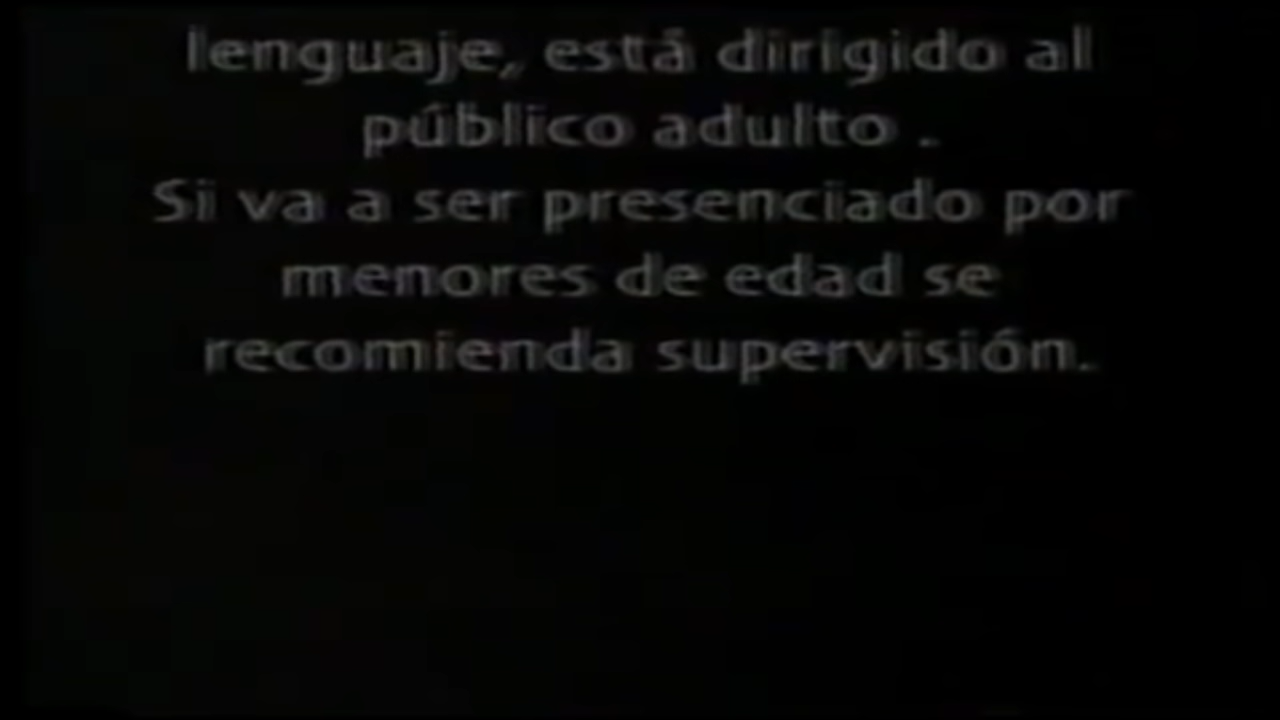 lenguaje, está dirigido al
público adulto .
Si va a ser presenciado por
menores de edad se
recomienda supervisión.